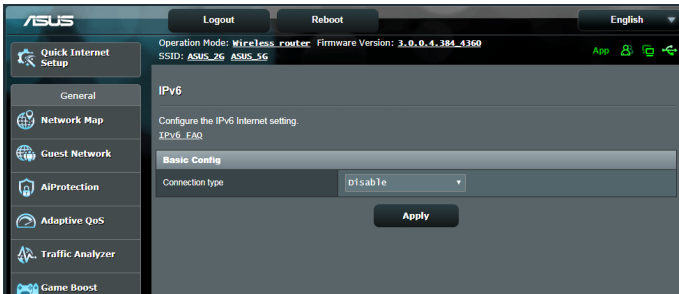 ASUS
Logout
Reboot
English
Quick Internet
Setup
Operation Mode: Wireless router Firmware Version: 3.0.0.4.384_4360
SSID: ASUS_2G ASUS_5G
App
General
Network Map
Guest Network
AiProtection
Adaptive QoS
Traffic Analyzer
Game Boost
IPv6
Configure the IPv6 Internet setting.
IPv6 FAQ
Basic Config
Connection type
Disable
Apply